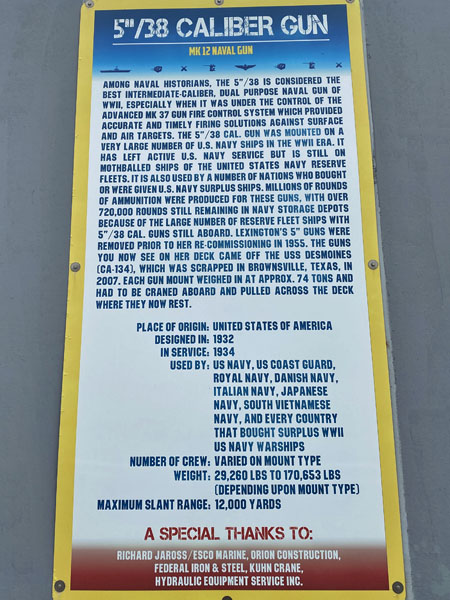 5"/38 CALIBER GUN
MK 12 NAVAL GUN
AMONG NAVAL HISTORIANS, THE 5"/38 IS CONSIDERED THE
BEST INTERMEDIATE-CALIBER, DUAL PURPOSE NAVAL GUN OF
WWII, ESPECIALLY WHEN IT WAS UNDER THE CONTROL OF THE
ADVANCED MK 37 GUN FIRE CONTROL SYSTEM WHICH PROVIDED
ACCURATE AND TIMELY FIRING SOLUTIONS AGAINST SURFACE
AND AIR TARGETS. THE 5"/38 CAL. GUN WAS MOUNTED ON A
VERY LARGE NUMBER OF U.S. NAVY SHIPS IN THE WWII ERA. IT
HAS LEFT ACTIVE U.S. NAVY SERVICE BUT IS STILL ON
MOTHBALLED SHIPS OF THE UNITED STATES NAVY RESERVE
FLEETS. IT IS ALSO USED BY A NUMBER OF NATIONS WHO BOUGHT
OR WERE GIVEN U.S. NAVY SURPLUS SHIPS. MILLIONS OF ROUNDS
OF AMMUNITION WERE PRODUCED FOR THESE GUNS, WITH OVER
720,000 ROUNDS STILL REMAINING IN NAVY STORAGE DEPOTS
BECAUSE OF THE LARGE NUMBER OF RESERVE FLEET SHIPS WITH
5"/38 CAL. GUNS STILL ABOARD. LEXINGTON'S 5" GUNS WERE
REMOVED PRIOR TO HER RE-COMMISSIONING IN 1955. THE GUNS
YOU NOW SEE ON HER DECK CAME OFF THE USS DESMOINES
(CA-134), WHICH WAS SCRAPPED IN BROWNSVILLE, TEXAS, IN
2007. EACH GUN MOUNT WEIGHED IN AT APPROX. 74 TONS AND
HAD TO BE CRANED ABOARD AND PULLED ACROSS THE DECK
WHERE THEY NOW REST.
PLACE OF ORIGIN: UNITED STATES OF AMERICA
DESIGNED IN: 1932
IN SERVICE: 1934
USED BY: US NAVY, US COAST GUARD,
ROYAL NAVY, DANISH NAVY,
ITALIAN NAVY, JAPANESE
NAVY, SOUTH VIETNAMESE
NAVY, AND EVERY COUNTRY
THAT BOUGHT SURPLUS WWII
US NAVY WARSHIPS
NUMBER OF CREW: VARIED ON MOUNT TYPE
WEIGHT: 29,260 LBS TO 170,653 LBS
(DEPENDING UPON MOUNT TYPE)
MAXIMUM SLANT RANGE: 12,000 YARDS
A SPECIAL THANKS TO:
RICHARD JAROSS/ESCO MARINE, ORION CONSTRUCTION,
FEDERAL IRON & STEEL, KUHN CRANE,
HYDRAULIC EQUIPMENT SERVICE INC.